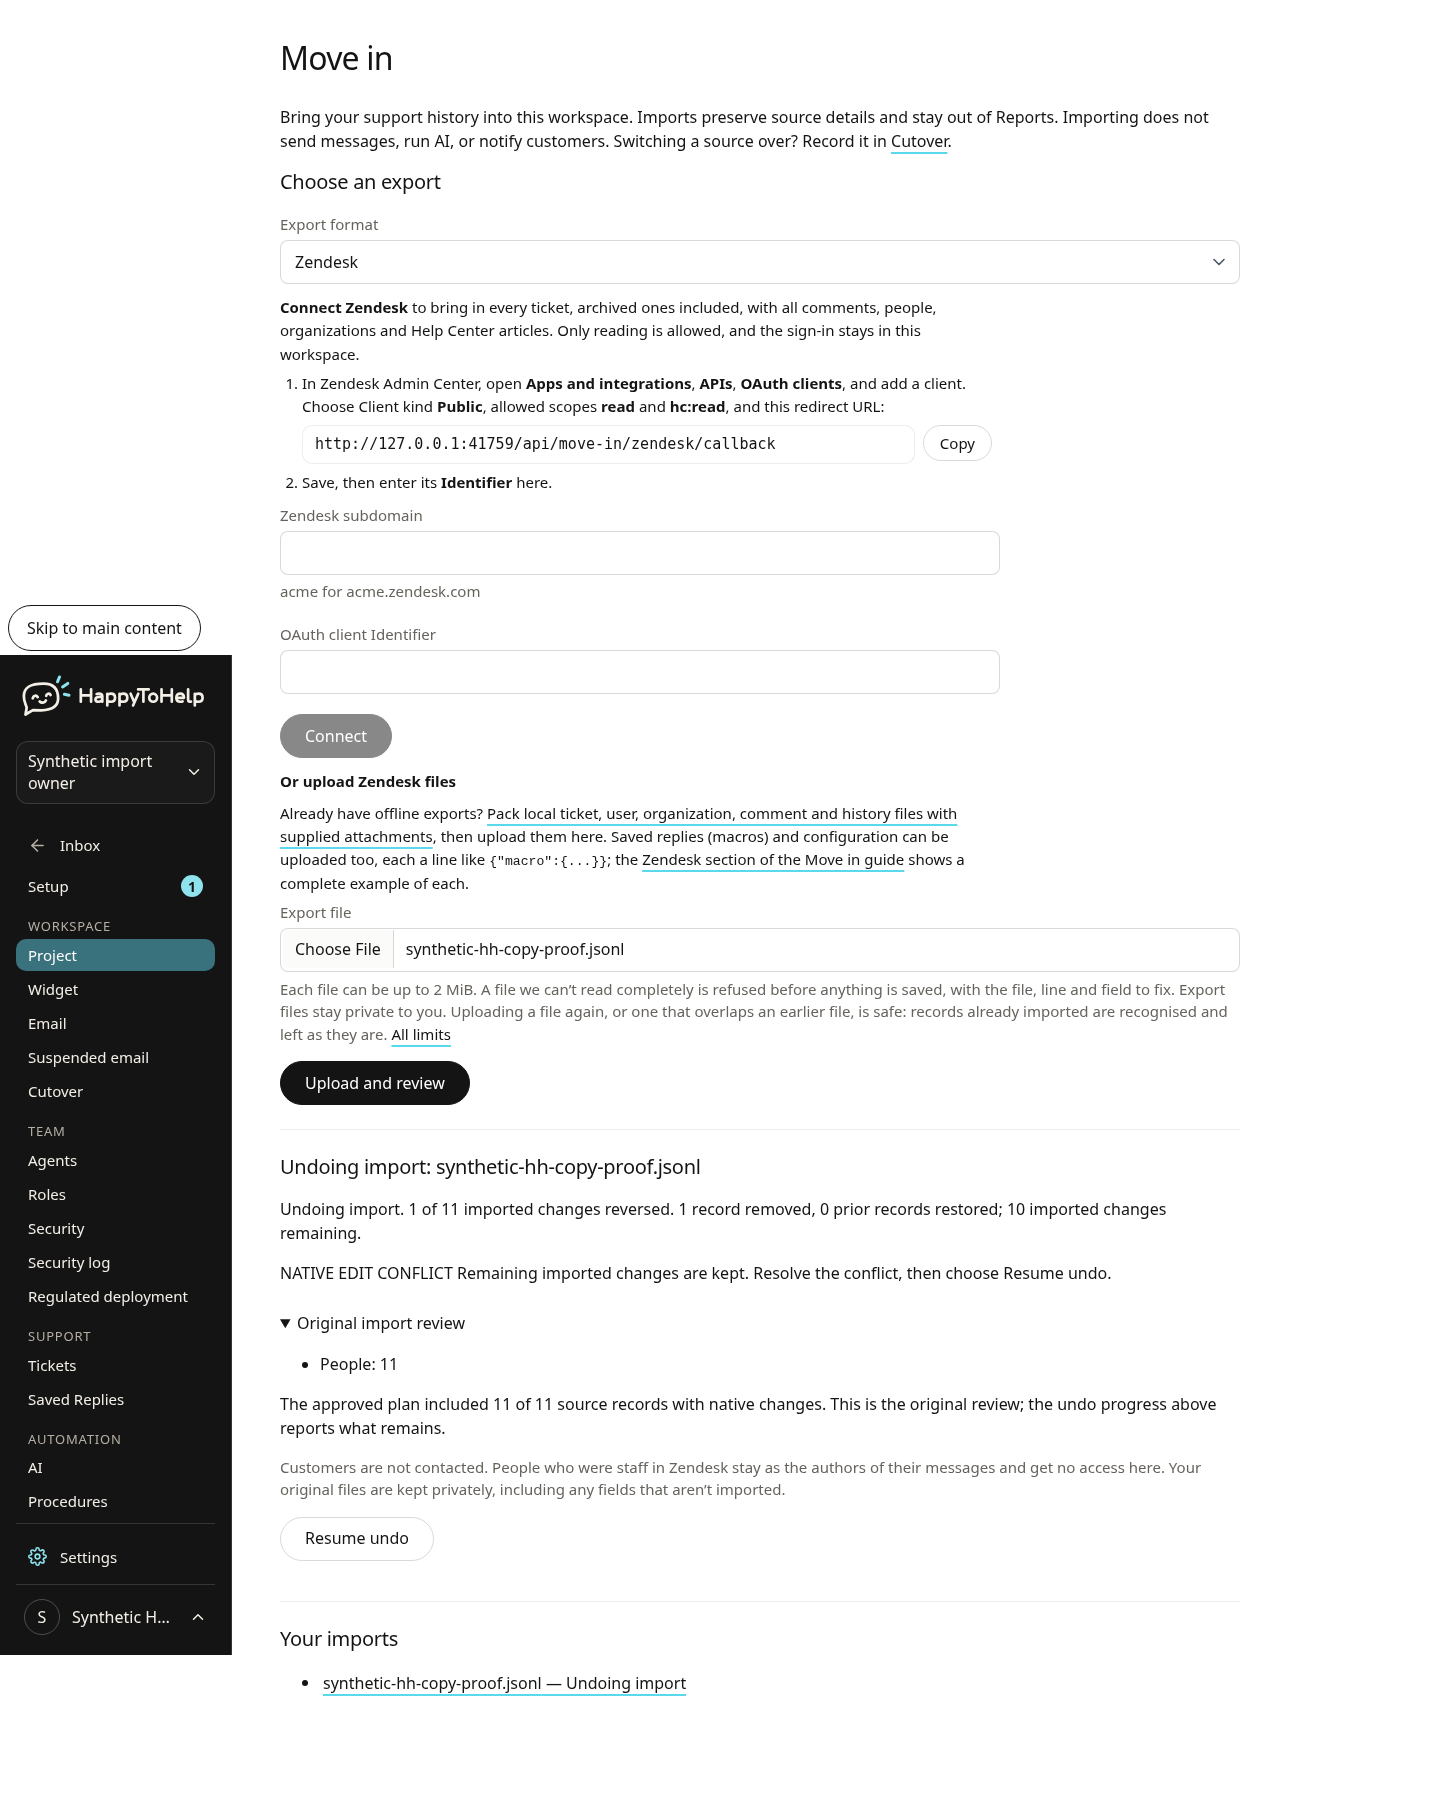 Move in
Bring your support history into this workspace. Imports preserve source details and stay out of Reports. Importing does not
send messages, run AI, or notify customers. Switching a source over? Record it in Cutover.
Choose an export
Export format
Zendesk
Connect Zendesk to bring in every ticket, archived ones included, with all comments, people,
organizations and Help Center articles. Only reading is allowed, and the sign-in stays in this
workspace.
1. In Zendesk Admin Center, open Apps and integrations, APIs, OAuth clients, and add a client.
Choose Client kind Public, allowed scopes read and hc:read, and this redirect URL:
http://127.0.0.1:41759/api/move-in/zendesk/callback
Copy
2. Save, then enter its Identifier here.
Zendesk subdomain
acme for acme.zendesk.com
OAuth client Identifier
Connect
Or upload Zendesk files
Already have offline exports? Pack local ticket, user, organization, comment and history files with
supplied attachments, then upload them here. Saved replies (macros) and configuration can be
uploaded too, each a line like {"macro":{...}}; the Zendesk section of the Move in guide shows a
complete example of each.
Export file
Choose File synthetic-hh-copy-proof.jsonl
Each file can be up to 2 MiB. A file we can’t read completely is refused before anything is saved, with the file, line and field to fix. Export
files stay private to you. Uploading a file again, or one that overlaps an earlier file, is safe: records already imported are recognised and
left as they are. All limits
Upload and review
Undoing import: synthetic-hh-copy-proof.jsonl
Undoing import. 1 of 11 imported changes reversed. 1 record removed, 0 prior records restored; 10 imported changes
remaining.
NATIVE EDIT CONFLICT Remaining imported changes are kept. Resolve the conflict, then choose Resume undo.
Original import review
People: 11
The approved plan included 11 of 11 source records with native changes. This is the original review; the undo progress above
reports what remains.
Customers are not contacted. People who were staff in Zendesk stay as the authors of their messages and get no access here. Your
original files are kept privately, including any fields that aren’t imported.
Resume undo
Your imports
synthetic-hh-copy-proof.jsonl — Undoing import
Skip to main content
HappyToHelp
Synthetic import
owner
Inbox
Setup 1
WORKSPACE
Project
Widget
Email
Suspended email
Cutover
TEAM
Agents
Roles
Security
Security log
Regulated deployment
SUPPORT
Tickets
Saved Replies
AUTOMATION
AI
Procedures
Settings
S Synthetic H...